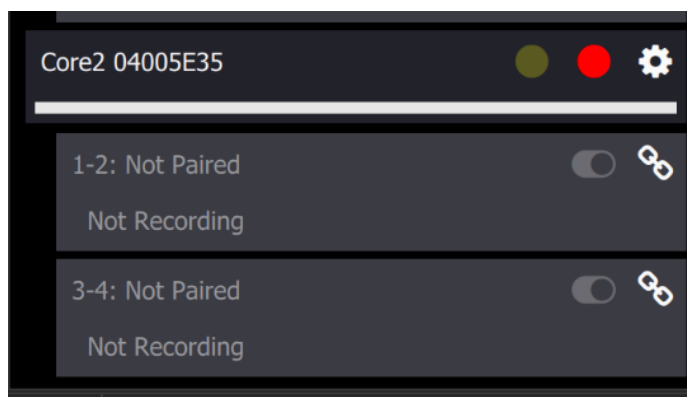 Core2 04005E35
1-2: Not Paired
Not Recording
3-4: Not Paired
Not Recording